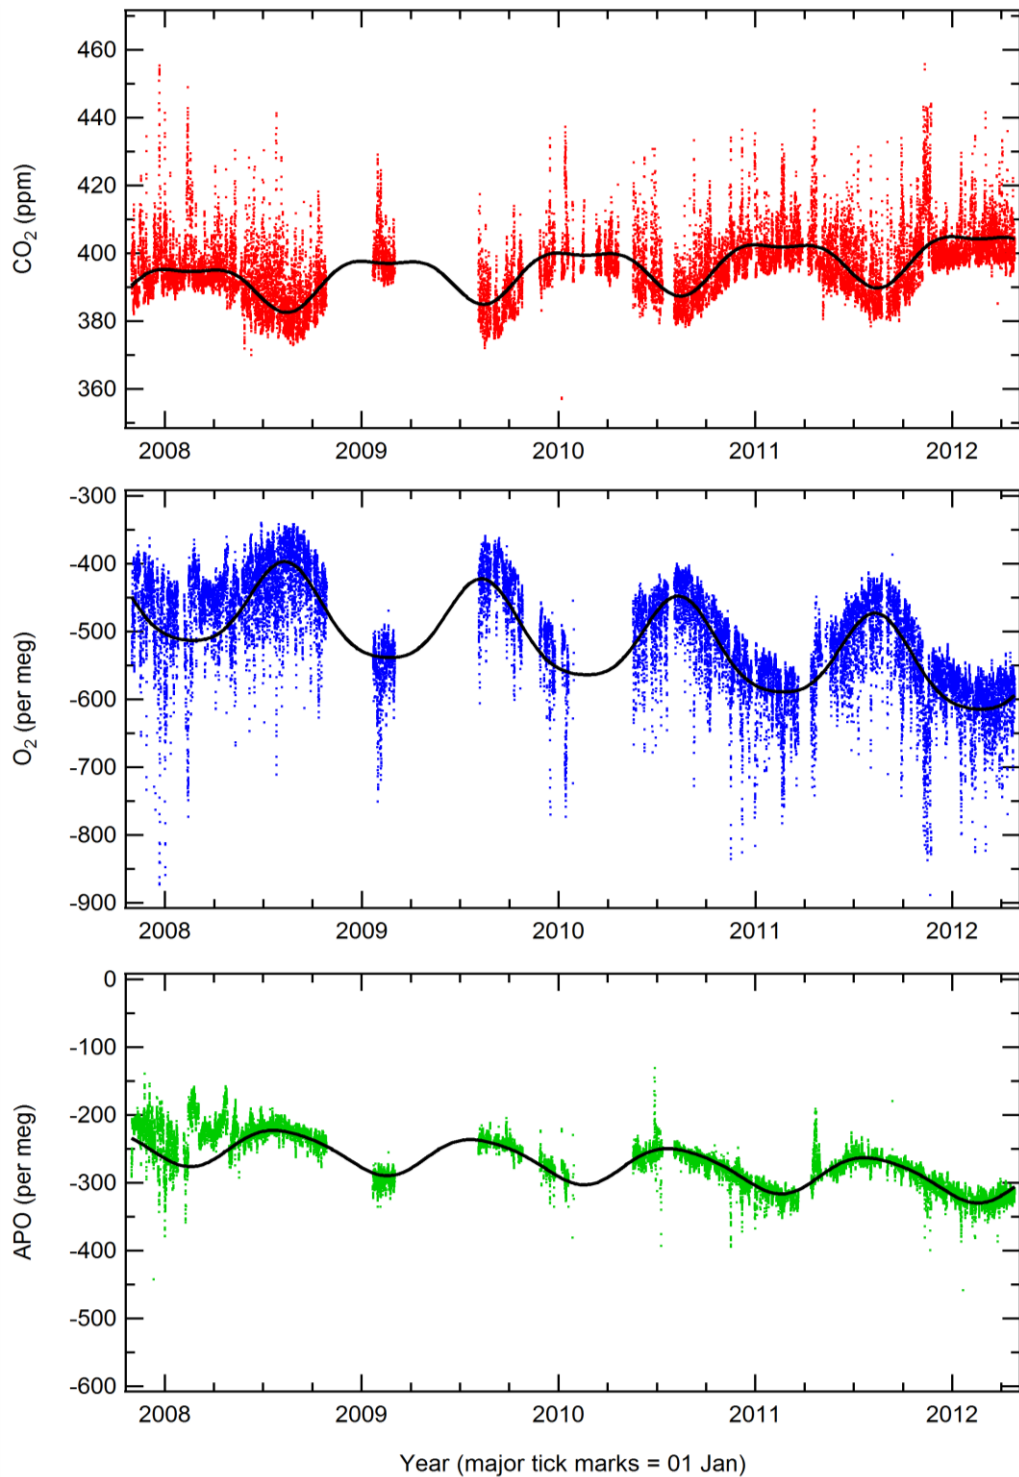 460
440
420
400
380
360
CO₂ (ppm)
2008 2009 2010 2011 2012
-300
-400
-500
-600
-700
-800
-900
O₂ (per meg)
2008 2009 2010 2011 2012
0
-100
-200
-300
-400
-500
-600
APO (per meg)
2008 2009 2010 2011 2012
Year (major tick marks = 01 Jan)